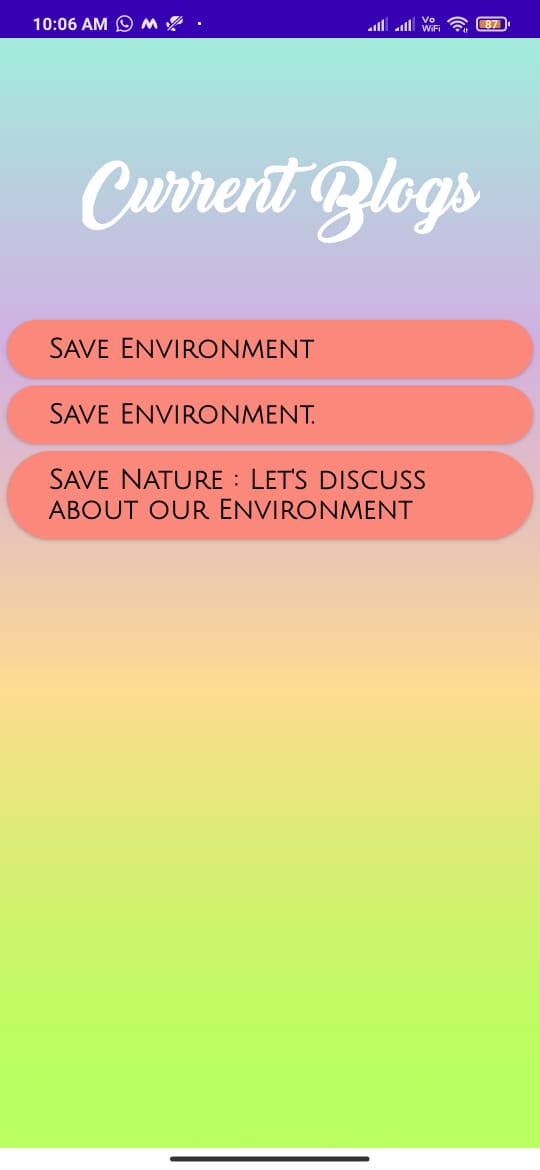 10:06 AM
Vo
WiFi
87
Current Blogs
Save Environment
Save Environment.
Save Nature : Let's discuss
about our Environment